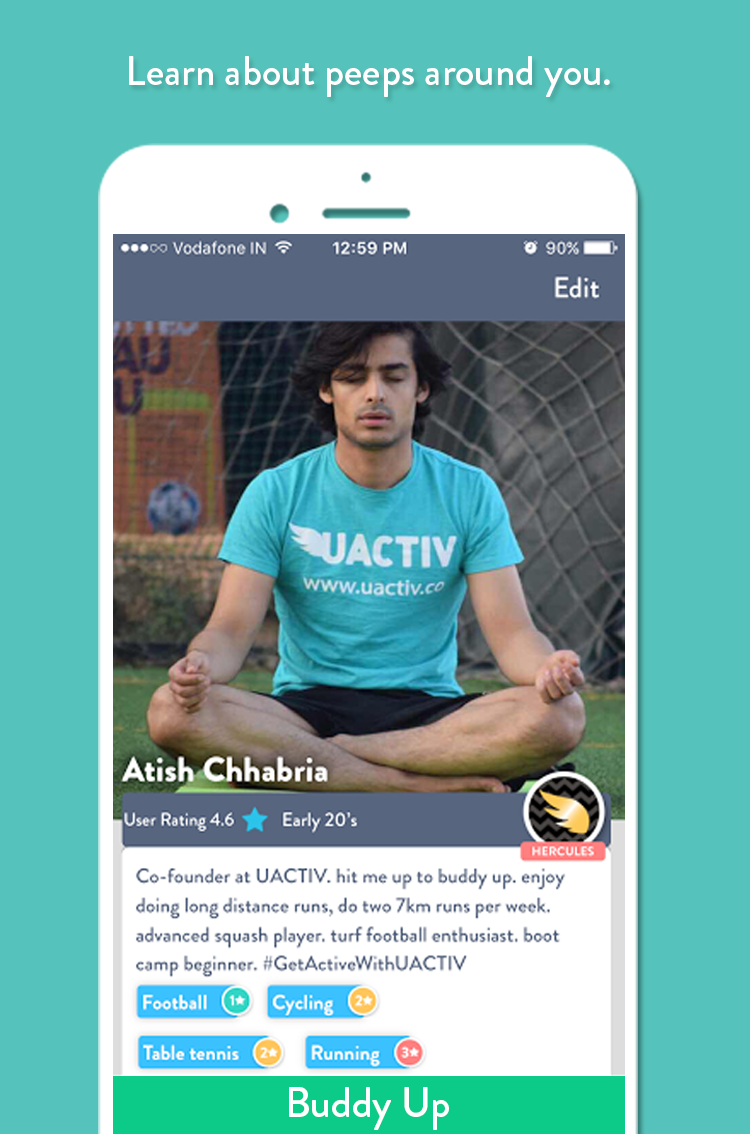 Learn about peeps around you.
Vodafone IN 12:59 PM 90%
Edit
AU
U
UACTIV
www.uactiv.co
Atish Chhabria
User Rating 4.6 Early 20's
HERCULES
Co-founder at UACTIV. hit me up to buddy up. enjoy
doing long distance runs, do two 7km runs per week.
advanced squash player. turf football enthusiast. boot
camp beginner. #GetActiveWithUACTIV
Football 1★ Cycling 2★
Table tennis 2★ Running 3★
Buddy Up